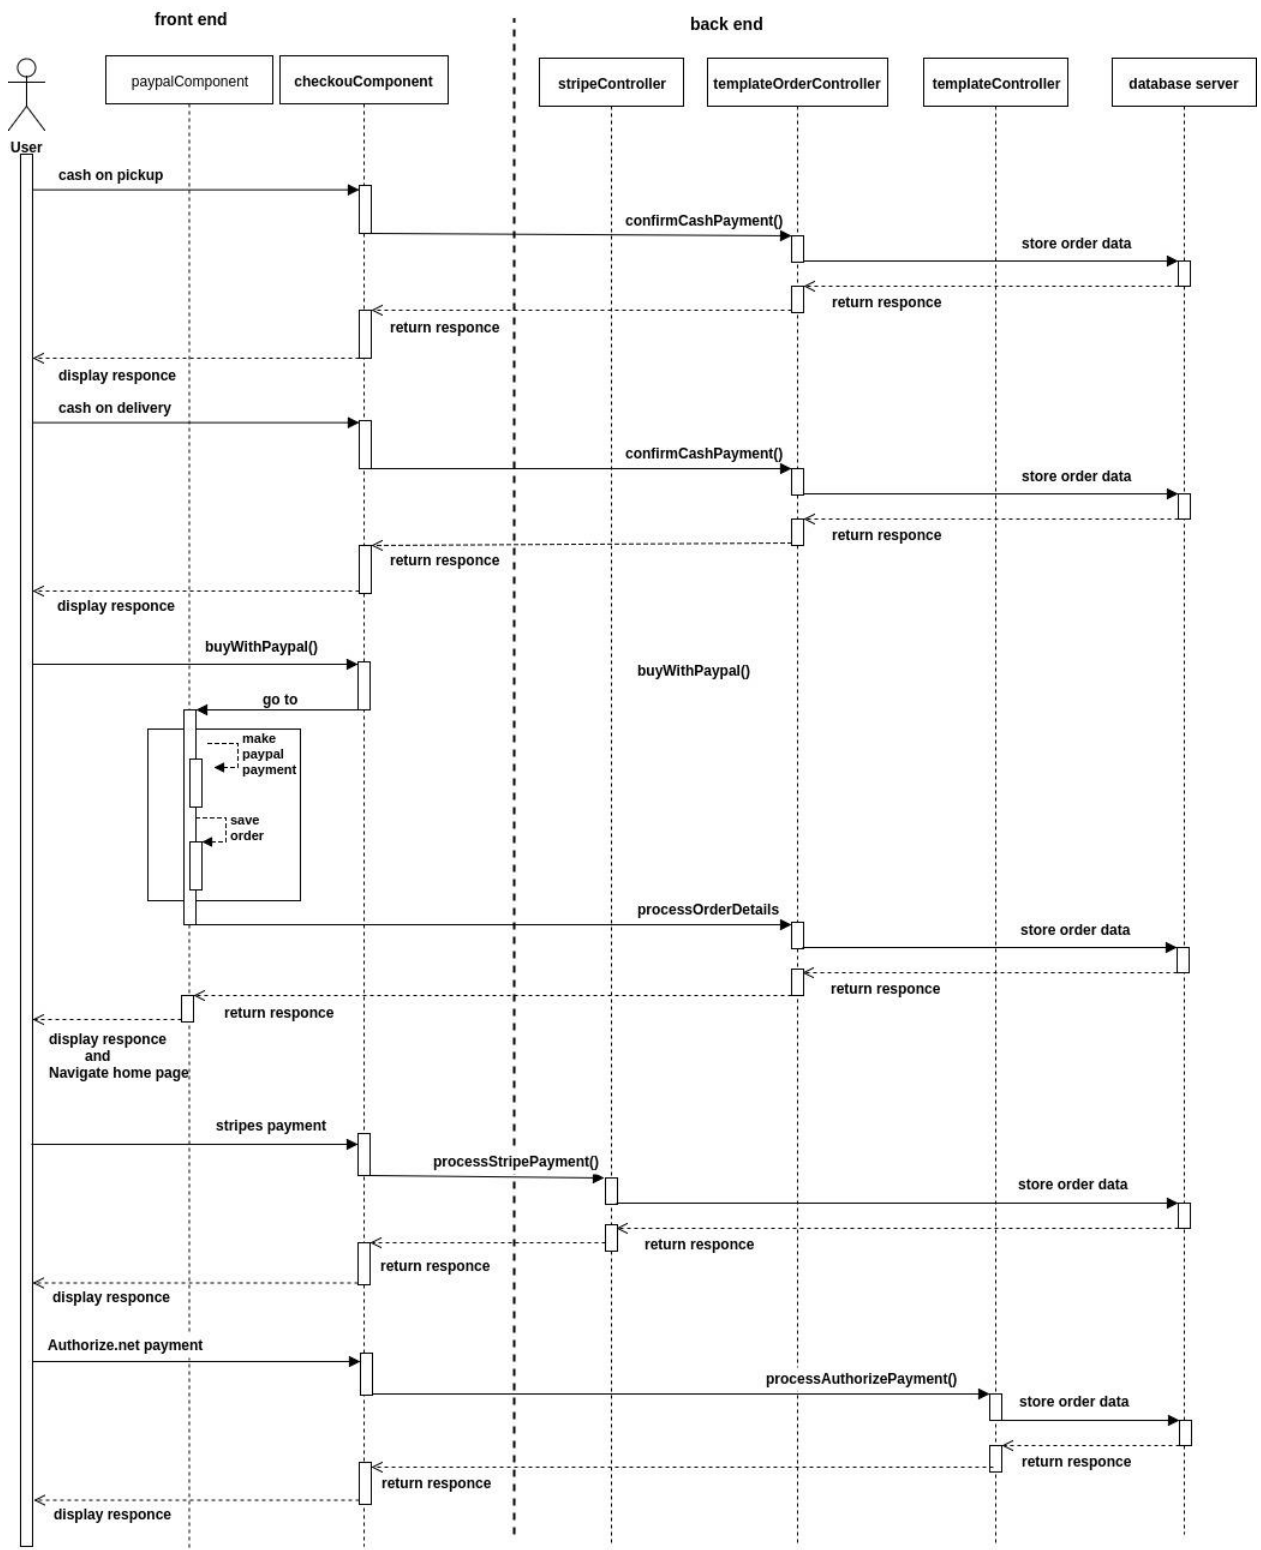 front end
back end
paypalComponent
checkouComponent
stripeController
templateOrderController
templateController
database server
User
cash on pickup
confirmCashPayment()
store order data
return responce
return responce
display responce
cash on delivery
confirmCashPayment()
store order data
return responce
return responce
display responce
buyWithPaypal()
buyWithPaypal()
go to
make
paypal
payment
save
order
processOrderDetails
store order data
return responce
return responce
display responce
and
Navigate home page
stripes payment
processStripePayment()
store order data
return responce
return responce
display responce
Authorize.net payment
processAuthorizePayment()
store order data
return responce
return responce
display responce